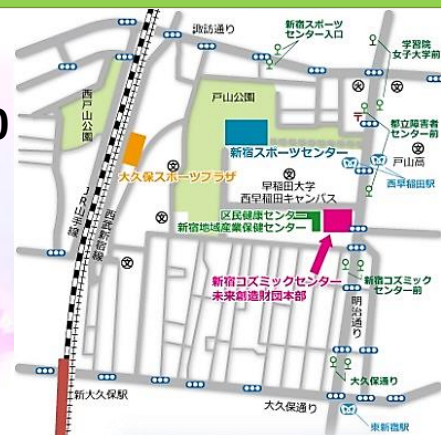 諏訪通り
新宿スポーツ
センター入口
学習院
女子大学前
戸山公園
西戸山公園
都立障害者
センター前
戸山高
新宿スポーツセンター
西早稲田駅
大久保スポーツプラザ
早稲田大学
西早稲田キャンパス
JR山手線
西武新宿線
区民健康センター
新宿地域産業保健センター
新宿コズミックセンター
未来創造財団本部
新宿コズミック
センター前
明治通り
大久保通り
新大久保駅
大久保通り
東新宿駅
文
文
文
文
文
文
〒
0